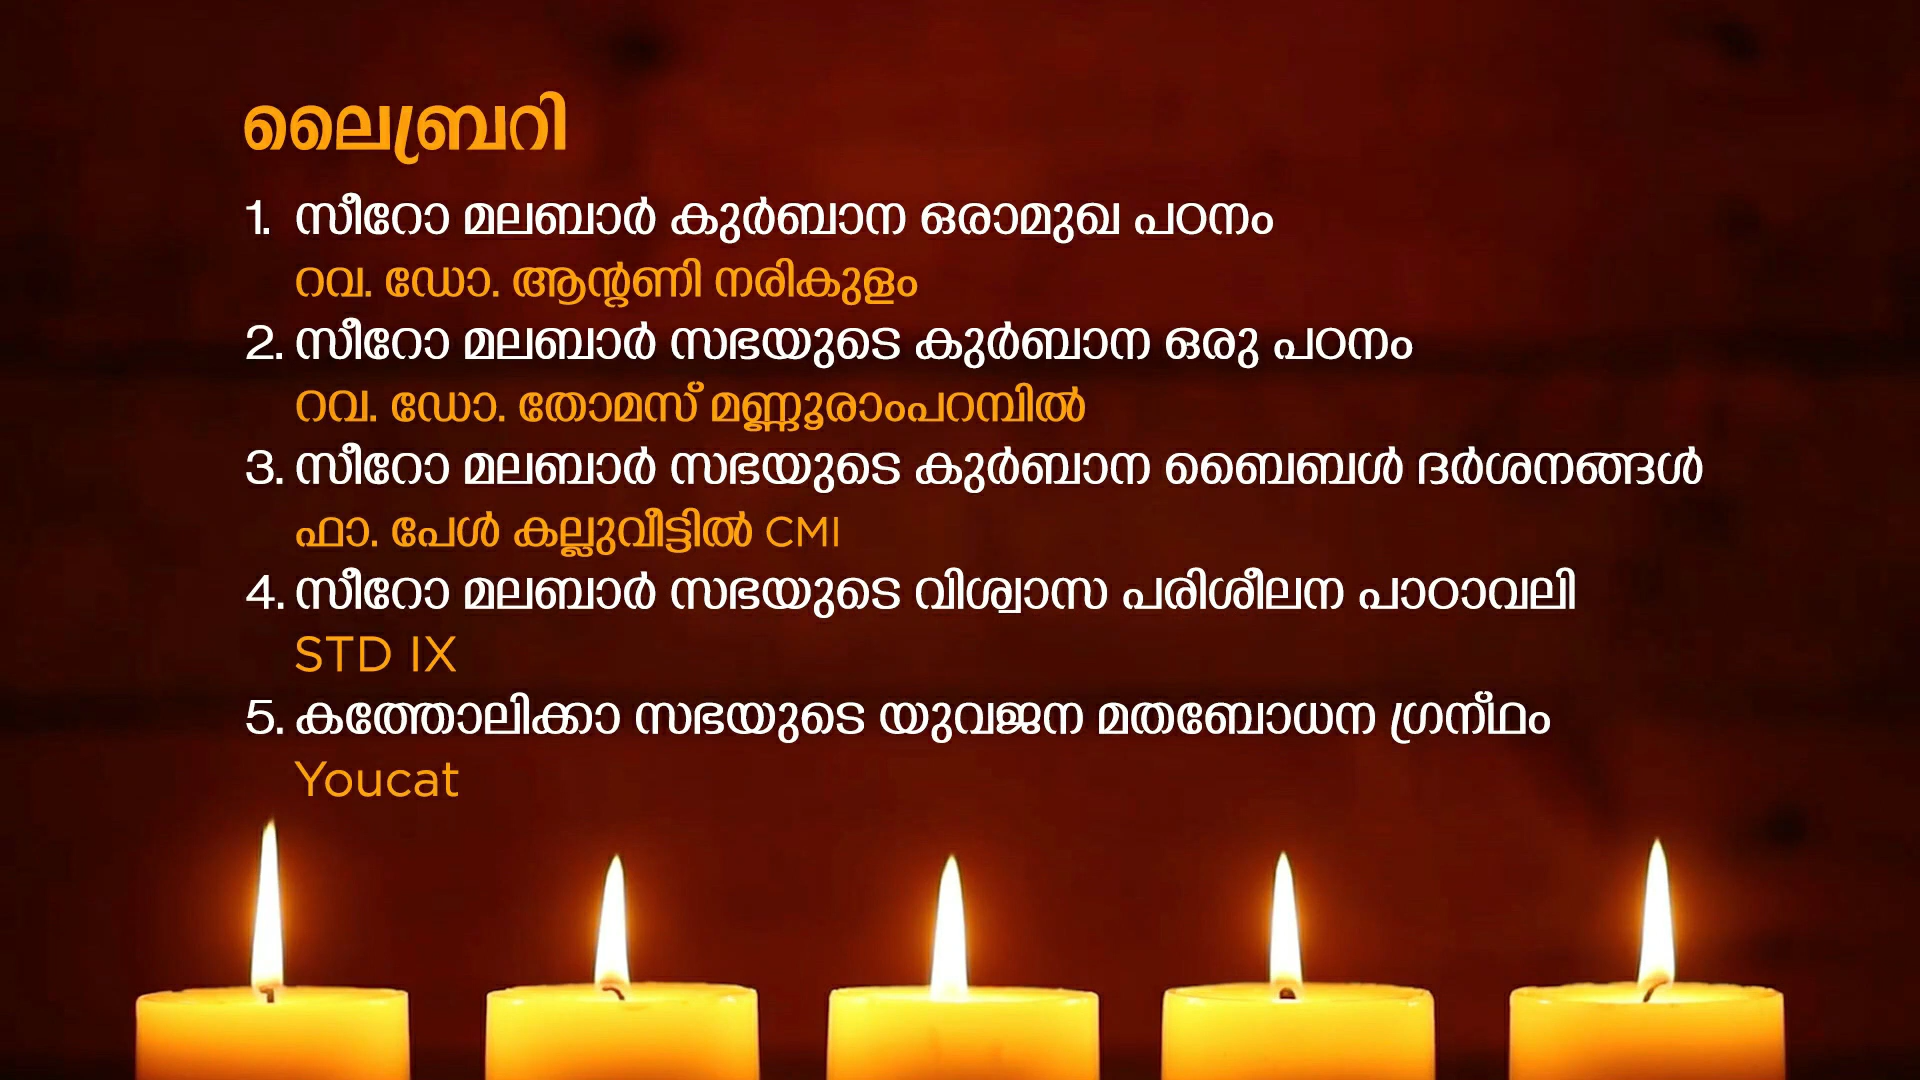 ലൈബ്രറി
1. സീറോ മലബാർ കുർബാന ഒരാമുഖ പഠനം
റവ. ഡോ. ആന്റണി നരികുളം
2. സീറോ മലബാർ സഭയുടെ കുർബാന ഒരു പഠനം
റവ. ഡോ. തോമസ് മണ്ണൂരാംപറമ്പിൽ
3. സീറോ മലബാർ സഭയുടെ കുർബാന ബൈബൾ ദർശനങ്ങൾ
ഫാ. പേൾ കല്ലുവീട്ടിൽ CMI
4. സീറോ മലബാർ സഭയുടെ വിശ്വാസ പരിശീലന പാഠാവലി
STD IX
5. കത്തോലിക്കാ സഭയുടെ യുവജന മതബോധന ഗ്രന്ഥം
Youcat